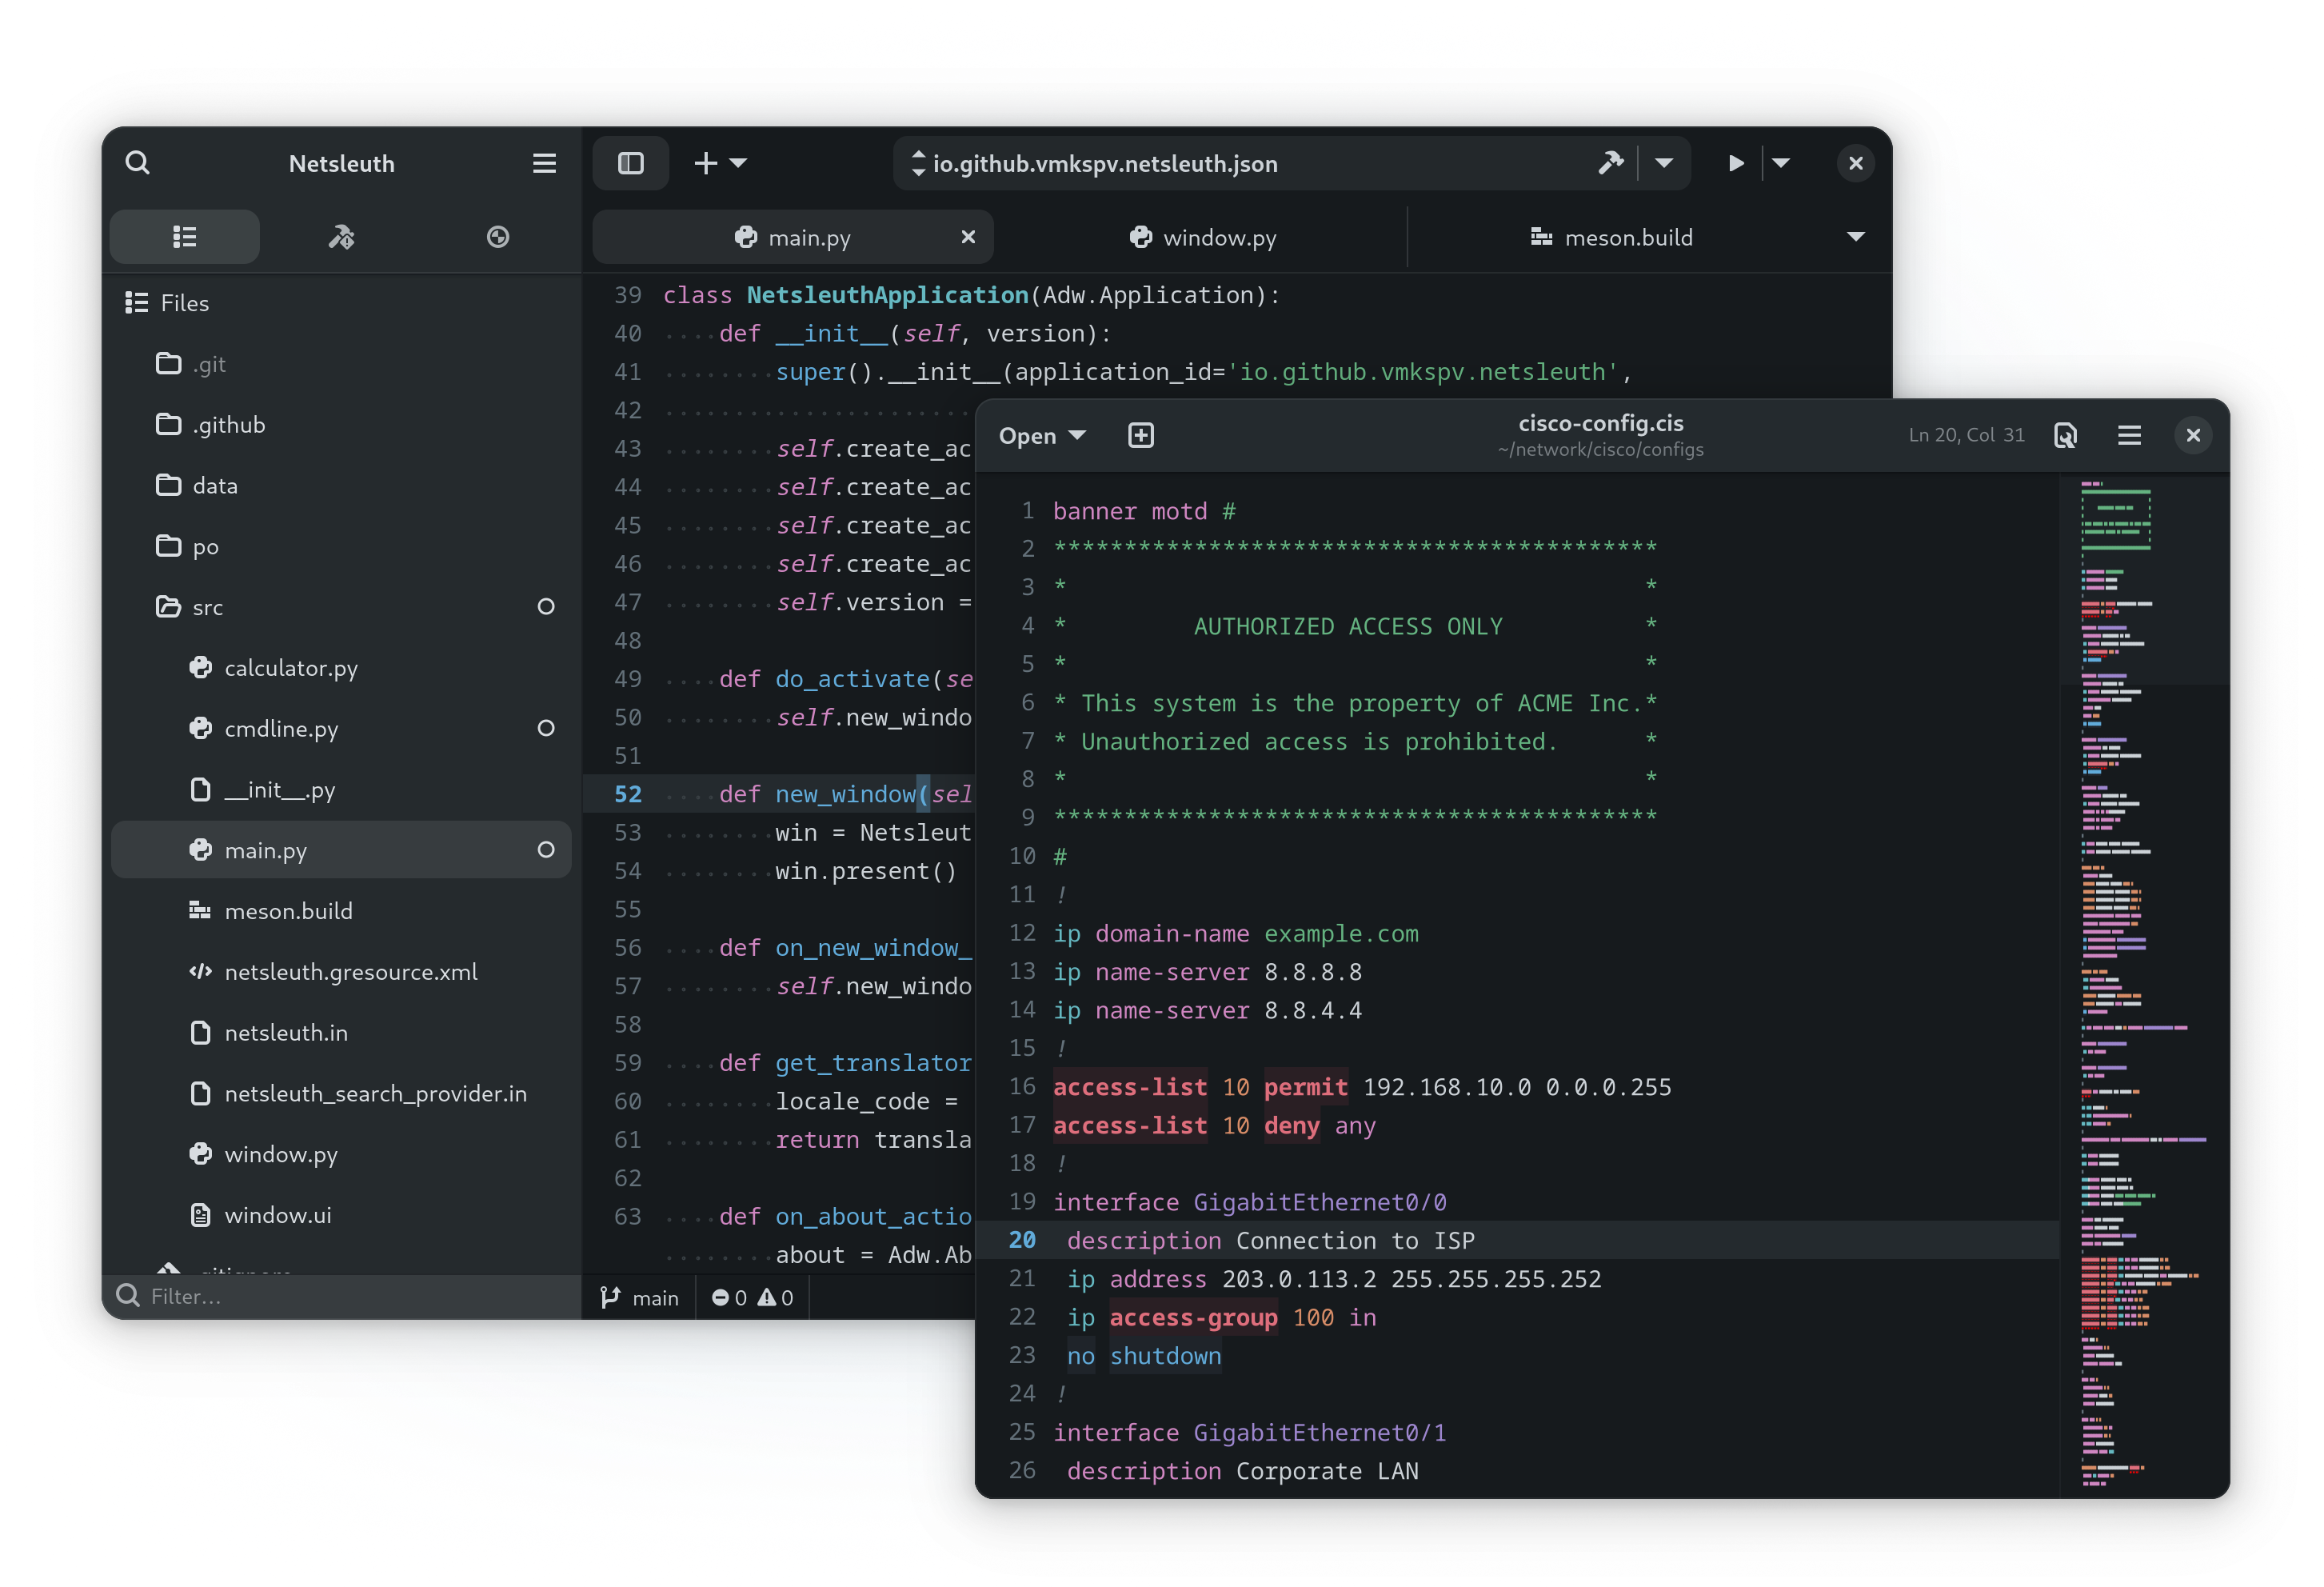 Netsleuth
io.github.vmkspv.netsleuth.json
main.py
window.py
meson.build
Files
.git
.github
data
po
src
calculator.py
cmdline.py
__init__.py
main.py
meson.build
netsleuth.gresource.xml
netsleuth.in
netsleuth_search_provider.in
window.py
window.ui
Filter...
39 class NetsleuthApplication(Adw.Application):
40 ····def __init__(self, version):
41 ········super().__init__(application_id='io.github.vmkspv.netsleuth',
42 ······················
43 ········self.create_ac
44 ········self.create_ac
45 ········self.create_ac
46 ········self.create_ac
47 ········self.version =
48
49 ····def do_activate(se
50 ········self.new_windo
51
52 ····def new_window(sel
53 ········win = Netsleut
54 ········win.present()
55
56 ····def on_new_window_
57 ········self.new_windo
58
59 ····def get_translator
60 ········locale_code =
61 ········return transla
62
63 ····def on_about_actio
········about = Adw.Ab
main 0 0
Open
cisco-config.cis
~/network/cisco/configs
Ln 20, Col 31
1 banner motd #
2 *******************************************
3 * *
4 * AUTHORIZED ACCESS ONLY *
5 * *
6 * This system is the property of ACME Inc.*
7 * Unauthorized access is prohibited. *
8 * *
9 *******************************************
10 #
11 !
12 ip domain-name example.com
13 ip name-server 8.8.8.8
14 ip name-server 8.8.4.4
15 !
16 access-list 10 permit 192.168.10.0 0.0.0.255
17 access-list 10 deny any
18 !
19 interface GigabitEthernet0/0
20 description Connection to ISP
21 ip address 203.0.113.2 255.255.255.252
22 ip access-group 100 in
23 no shutdown
24 !
25 interface GigabitEthernet0/1
26 description Corporate LAN